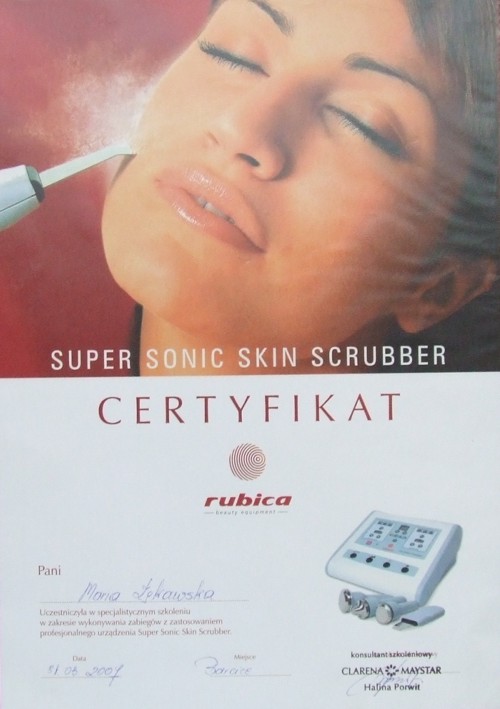 SUPER SONIC SKIN SCRUBBER
CERTYFIKAT
rubica
beauty equipment
Pani
Maria Żekawska
Uczestniczyła w specjalistycznym szkoleniu
w zakresie wykonywania zabiegów z zastosowaniem
profesjonalnego urządzenia Super Sonic Skin Scrubber.
Data
Miejsce
konsultant szkoleniowy
CLARENA MAYSTAR
Halina Porwit